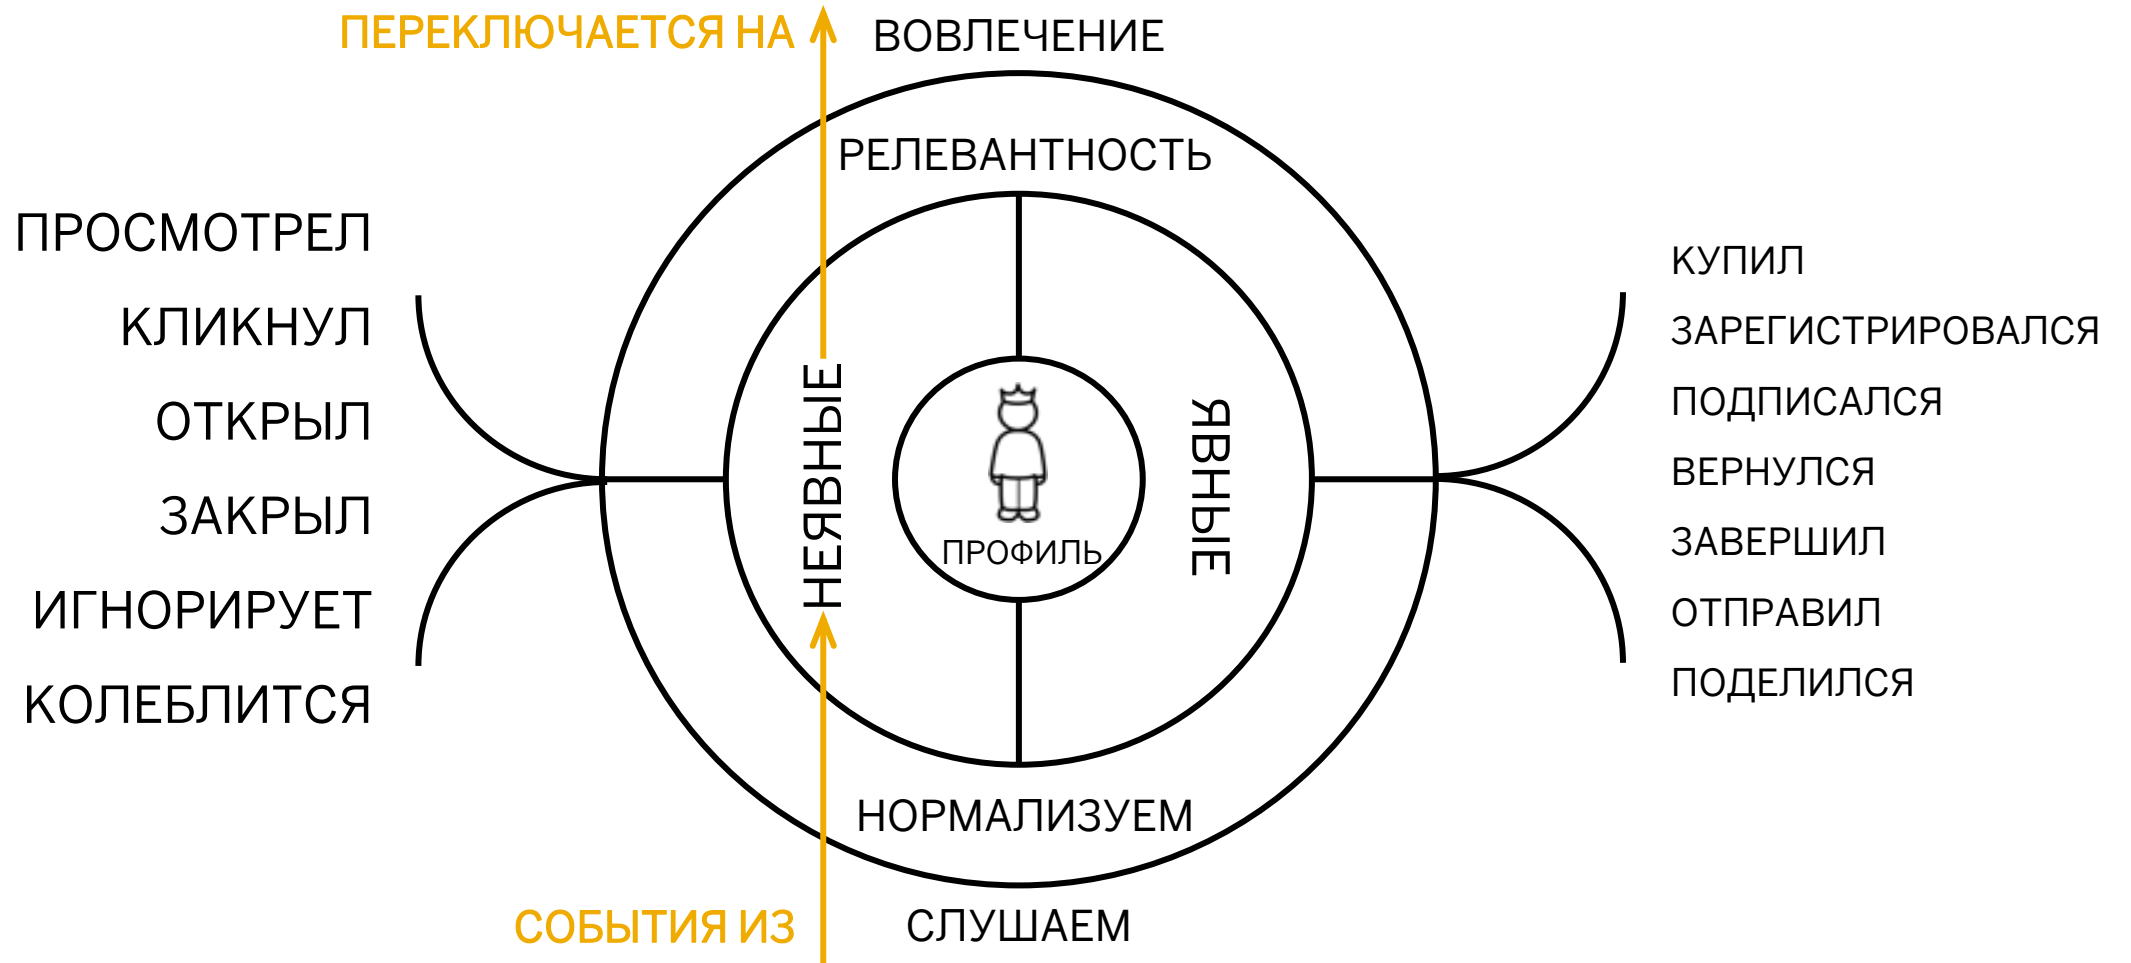 ПЕРЕКЛЮЧАЕТСЯ НА
ВОВЛЕЧЕНИЕ
РЕЛЕВАНТНОСТЬ
ПРОСМОТРЕЛ
КЛИКНУЛ
ОТКРЫЛ
ЗАКРЫЛ
ИГНОРИРУЕТ
КОЛЕБЛИТСЯ
НЕЯВНЫЕ
ПРОФИЛЬ
ЯВНЫЕ
КУПИЛ
ЗАРЕГИСТРИРОВАЛСЯ
ПОДПИСАЛСЯ
ВЕРНУЛСЯ
ЗАВЕРШИЛ
ОТПРАВИЛ
ПОДЕЛИЛСЯ
НОРМАЛИЗУЕМ
СОБЫТИЯ ИЗ
СЛУШАЕМ